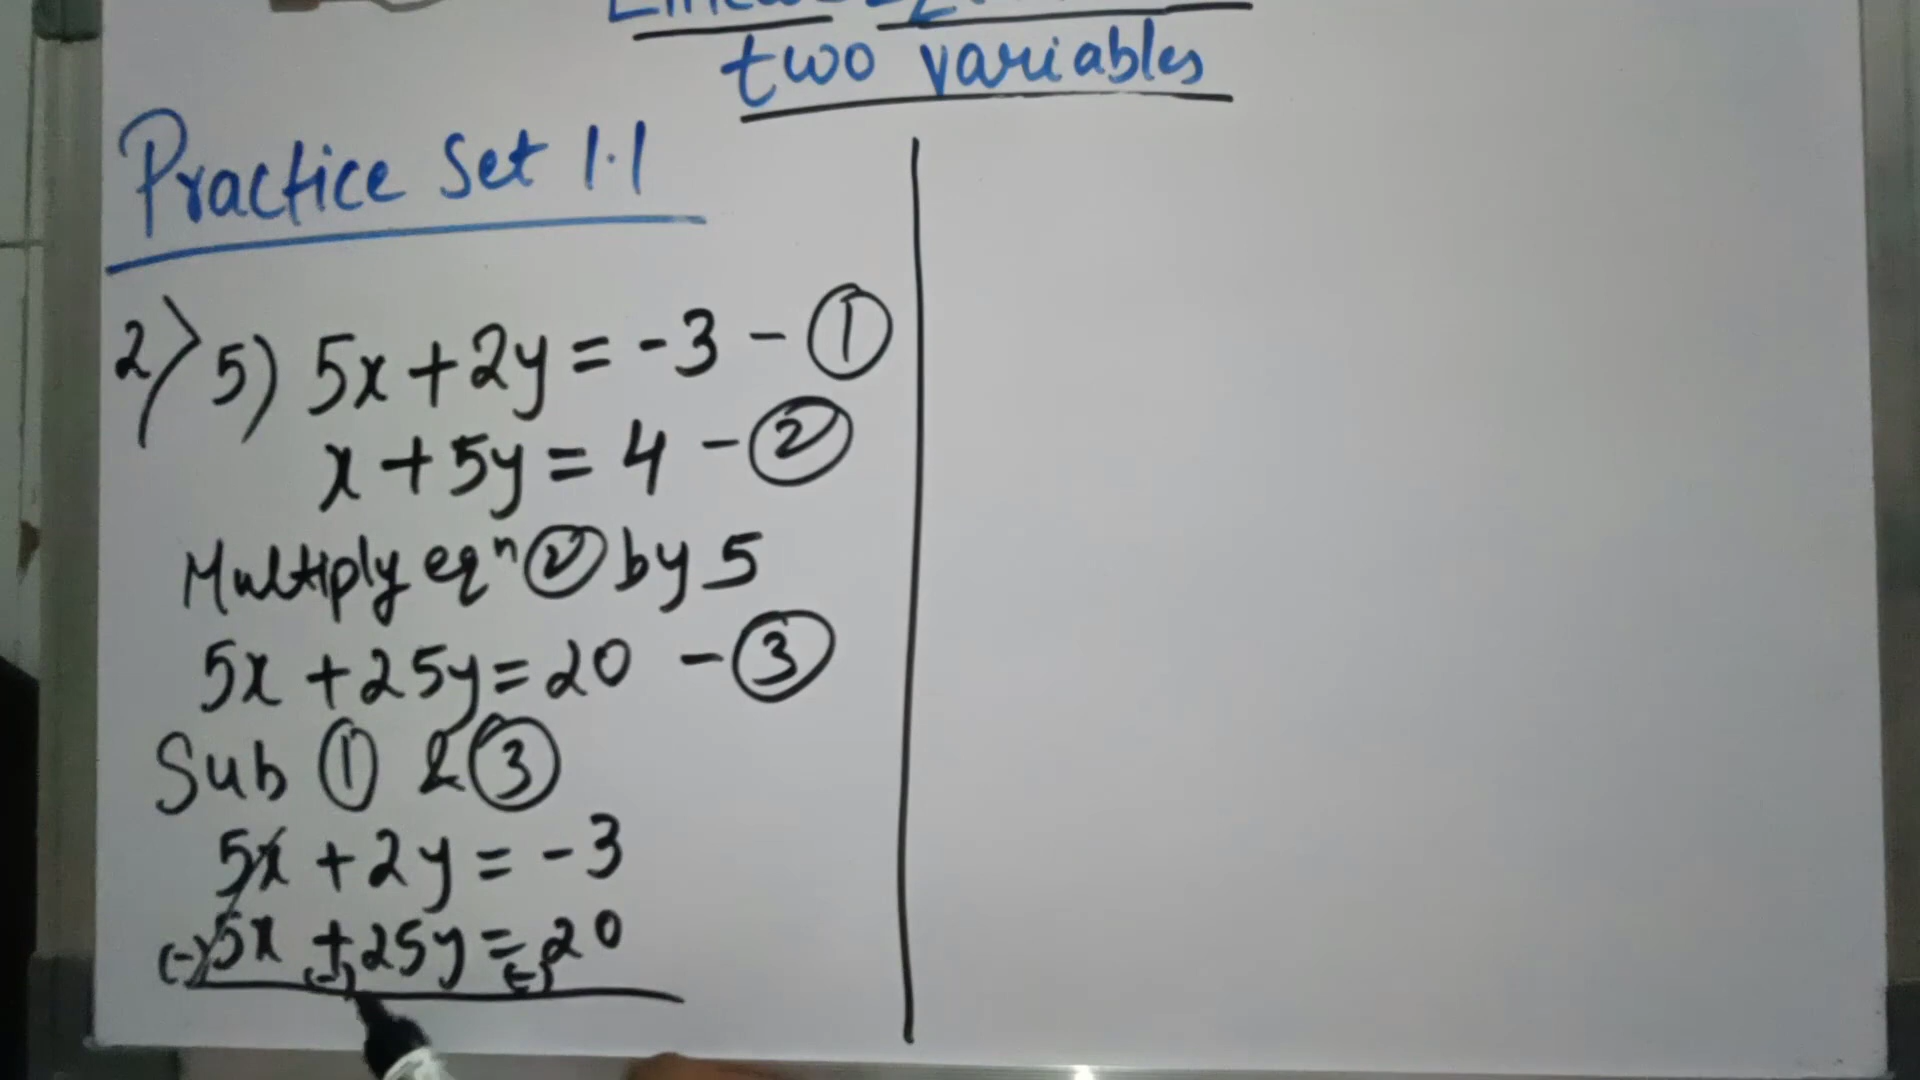 two variables
Practice Set 1.1
2) 5) 5x + 2y = -3 - ①
x + 5y = 4 - ②
Multiply eqⁿ ② by 5
5x + 25y = 20 - ③
Sub ① & ③
5x + 2y = -3
(-) 5x + (-) 25y = (-) 20